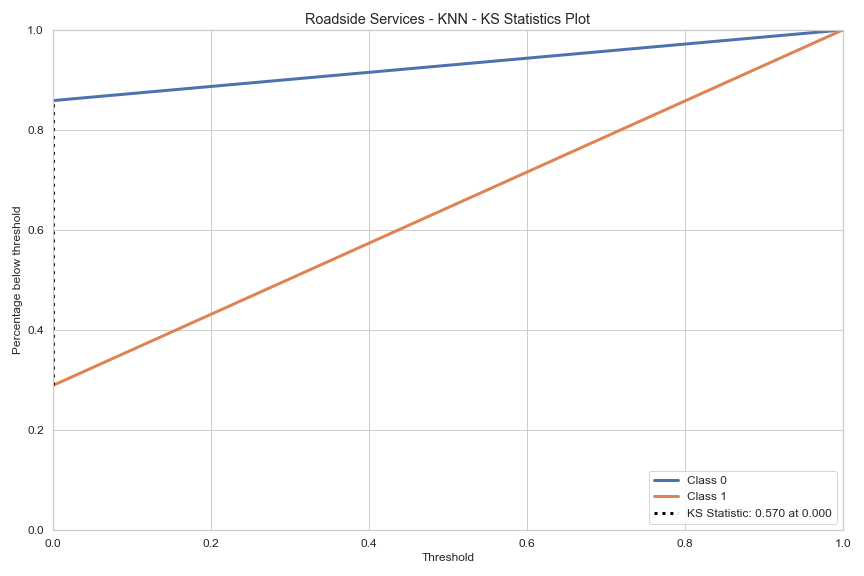 Roadside Services - KNN - KS Statistics Plot
1.0
0.8
0.6
0.4
0.2
0.0
Percentage below threshold
Class 0
Class 1
KS Statistic: 0.570 at 0.000
0.0 0.2 0.4 0.6 0.8 1.0
Threshold